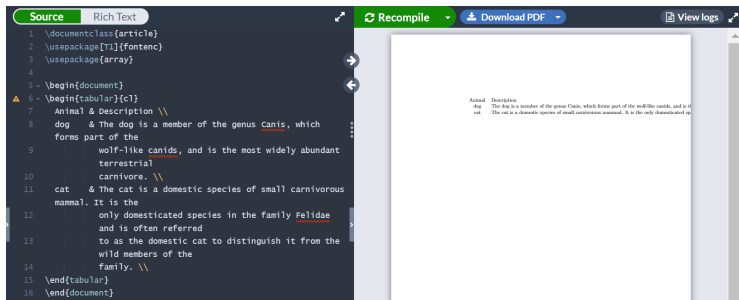 Source Rich Text
Recompile Download PDF View logs
1 \documentclass{article}
2 \usepackage[T1]{fontenc}
3 \usepackage{array}
4
5 \begin{document}
6 \begin{tabular}{cl}
7 Animal & Description \\
8 dog & The dog is a member of the genus Canis, which
forms part of the
9 wolf-like canids, and is the most widely abundant
terrestrial
10 carnivore. \\
11 cat & The cat is a domestic species of small carnivorous
mammal. It is the
12 only domesticated species in the family Felidae
and is often referred
13 to as the domestic cat to distinguish it from the
wild members of the
14 family. \\
15 \end{tabular}
16 \end{document}
Animal Description
dog The dog is a member of the genus Canis, which forms part of the wolf-like canids, and is t
cat The cat is a domestic species of small carnivorous mammal. It is the only domesticated sp